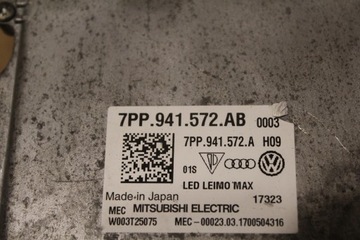 7PP.941.572.AB 0003
7PP.941.572.A H09
01S
LED LEIMO MAX
Made in Japan 17323
MEC MITSUBISHI ELECTRIC
W003T25075 MEC-00023.03.1700504316